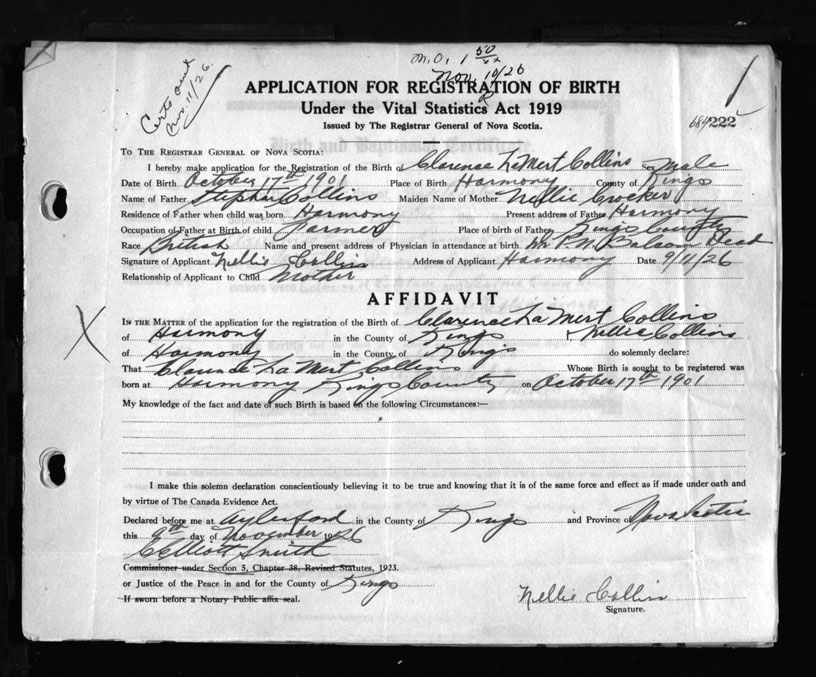 M.O. 1 50/xx
Nov. 10/26
Certs sent
Nov. 11/26.
APPLICATION FOR REGISTRATION OF BIRTH
Under the Vital Statistics Act 1919
Issued by The Registrar General of Nova Scotia.
684222
TO THE REGISTRAR GENERAL OF NOVA SCOTIA:
I hereby make application for the Registration of the Birth of Clarence La Mert Collins sex Male
Date of Birth October 17th 1901 Place of Birth Harmony County of Kings
Name of Father Stephen Collins Maiden Name of Mother Nellie Crocker
Residence of Father when child was born Harmony Present address of Father Harmony
Occupation of Father at Birth of child Farmer Place of birth of Father Kings County
Race British Name and present address of Physician in attendance at birth Mr P.N. Balcom Dead
Signature of Applicant Nellie Collins Address of Applicant Harmony Date 9/11/26
Relationship of Applicant to Child Mother
AFFIDAVIT
IN THE MATTER of the application for the registration of the Birth of Clarence La Mert Collins
of Harmony in the County of Kings + Nellie Collins
of Harmony in the County of Kings do solemnly declare:
That Clarence La Mert Collins Whose Birth is sought to be registered was
born at Harmony Kings County on October 17th 1901
My knowledge of the fact and date of such Birth is based on the following Circumstances:—
I make this solemn declaration conscientiously believing it to be true and knowing that it is of the same force and effect as if made under oath and
by virtue of The Canada Evidence Act.
Declared before me at Aylesford in the County of Kings and Province of Nova Scotia
this 9th day of November 1926
C Elliott Smith
Commissioner under Section 5, Chapter 38, Revised Statutes, 1923.
or Justice of the Peace in and for the County of Kings
If sworn before a Notary Public affix seal.
Nellie Collins
Signature.